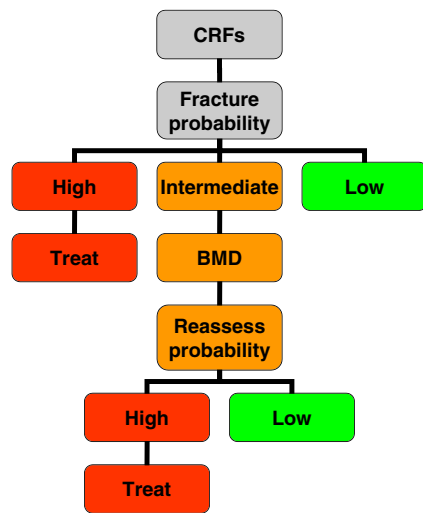 CRFs
Fracture
probability
High
Intermediate
Low
Treat
BMD
Reassess
probability
High
Low
Treat